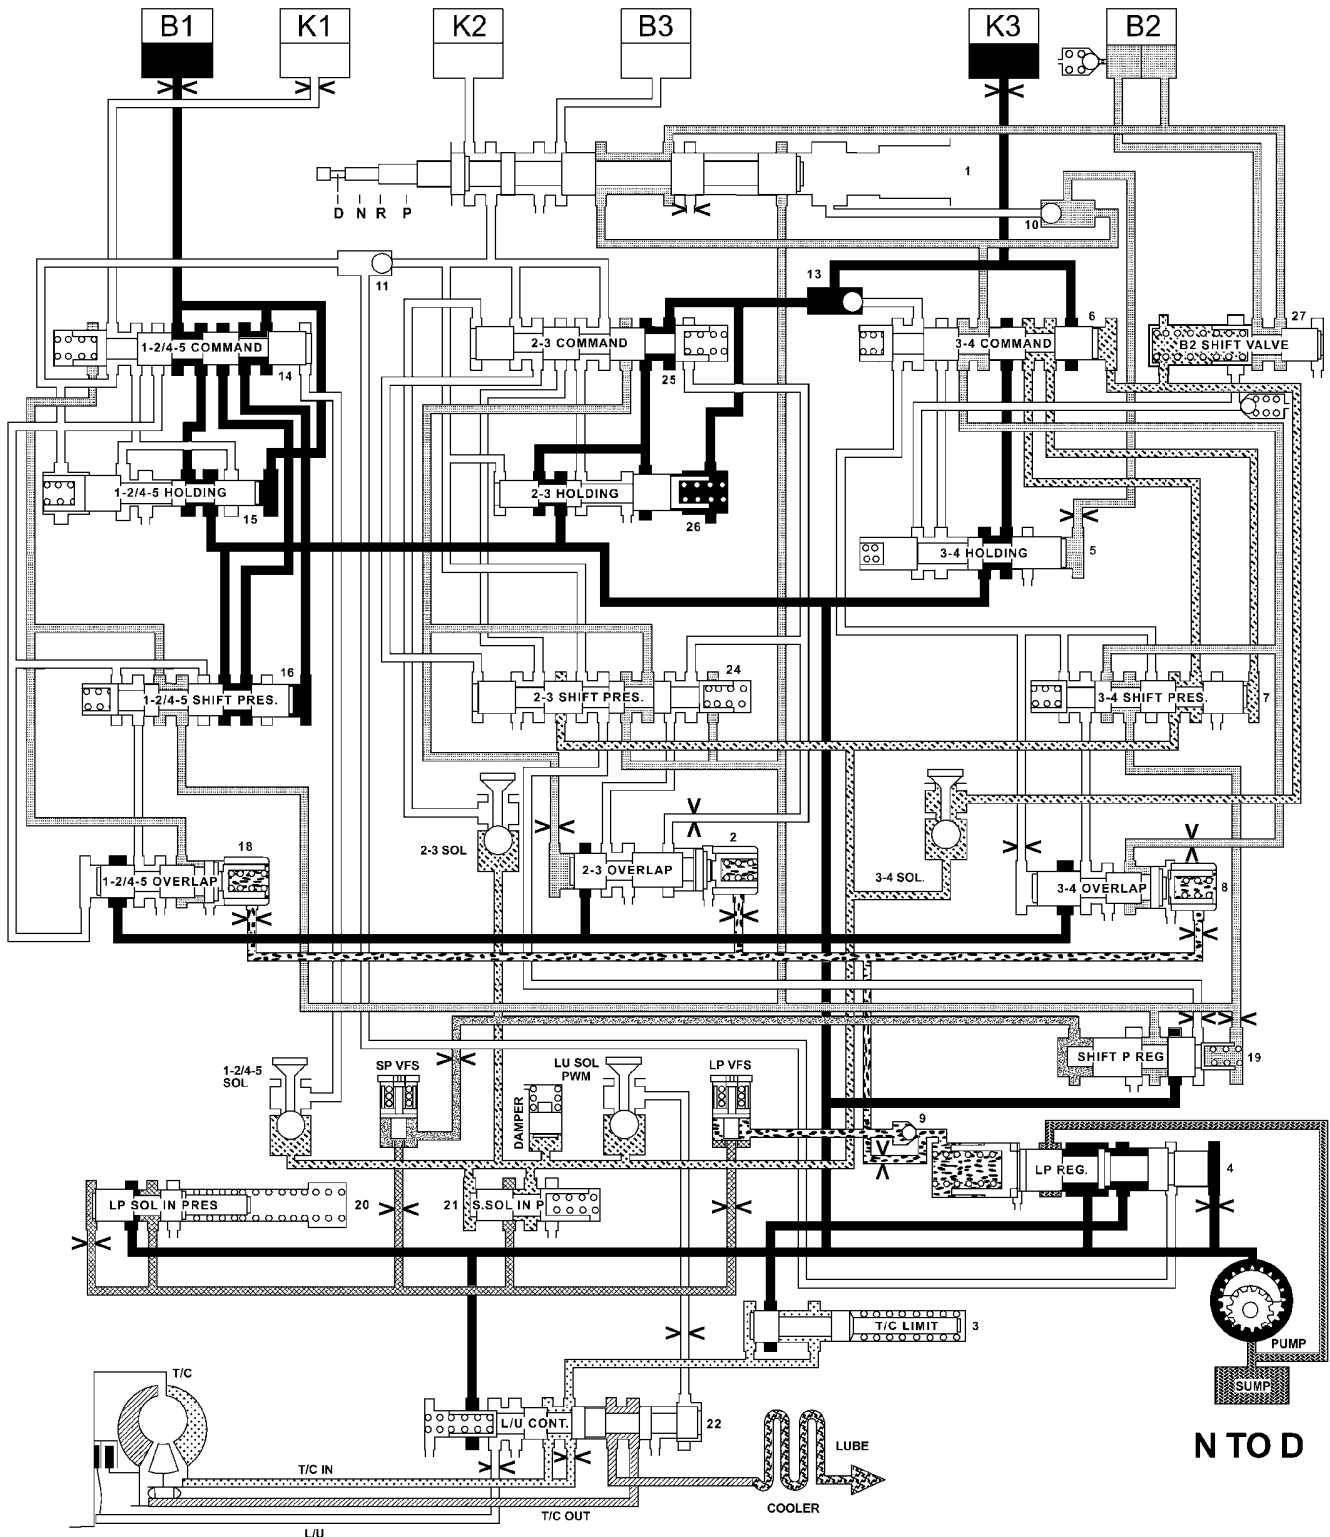 B1
K1
K2
B3
K3
B2
1
D N R P
10
11
13
6
27
1-2/4-5 COMMAND
2-3 COMMAND
3-4 COMMAND
B2 SHIFT VALVE
14
25
1-2/4-5 HOLDING
2-3 HOLDING
15
26
3-4 HOLDING
5
16
24
1-2/4-5 SHIFT PRES.
2-3 SHIFT PRES.
3-4 SHIFT PRES.
7
18
2-3 SOL
2
3-4 SOL.
1-2/4-5 OVERLAP
2-3 OVERLAP
3-4 OVERLAP
8
SHIFT P REG
19
1-2/4-5
SOL
SP VFS
LU SOL
PWM
LP VFS
DAMPER
9
LP REG.
4
LP SOL IN PRES
20
21
S.SOL IN P
T/C LIMIT
3
PUMP
SUMP
T/C
L/U CONT.
22
N TO D
LUBE
T/C IN
COOLER
T/C OUT
L/U